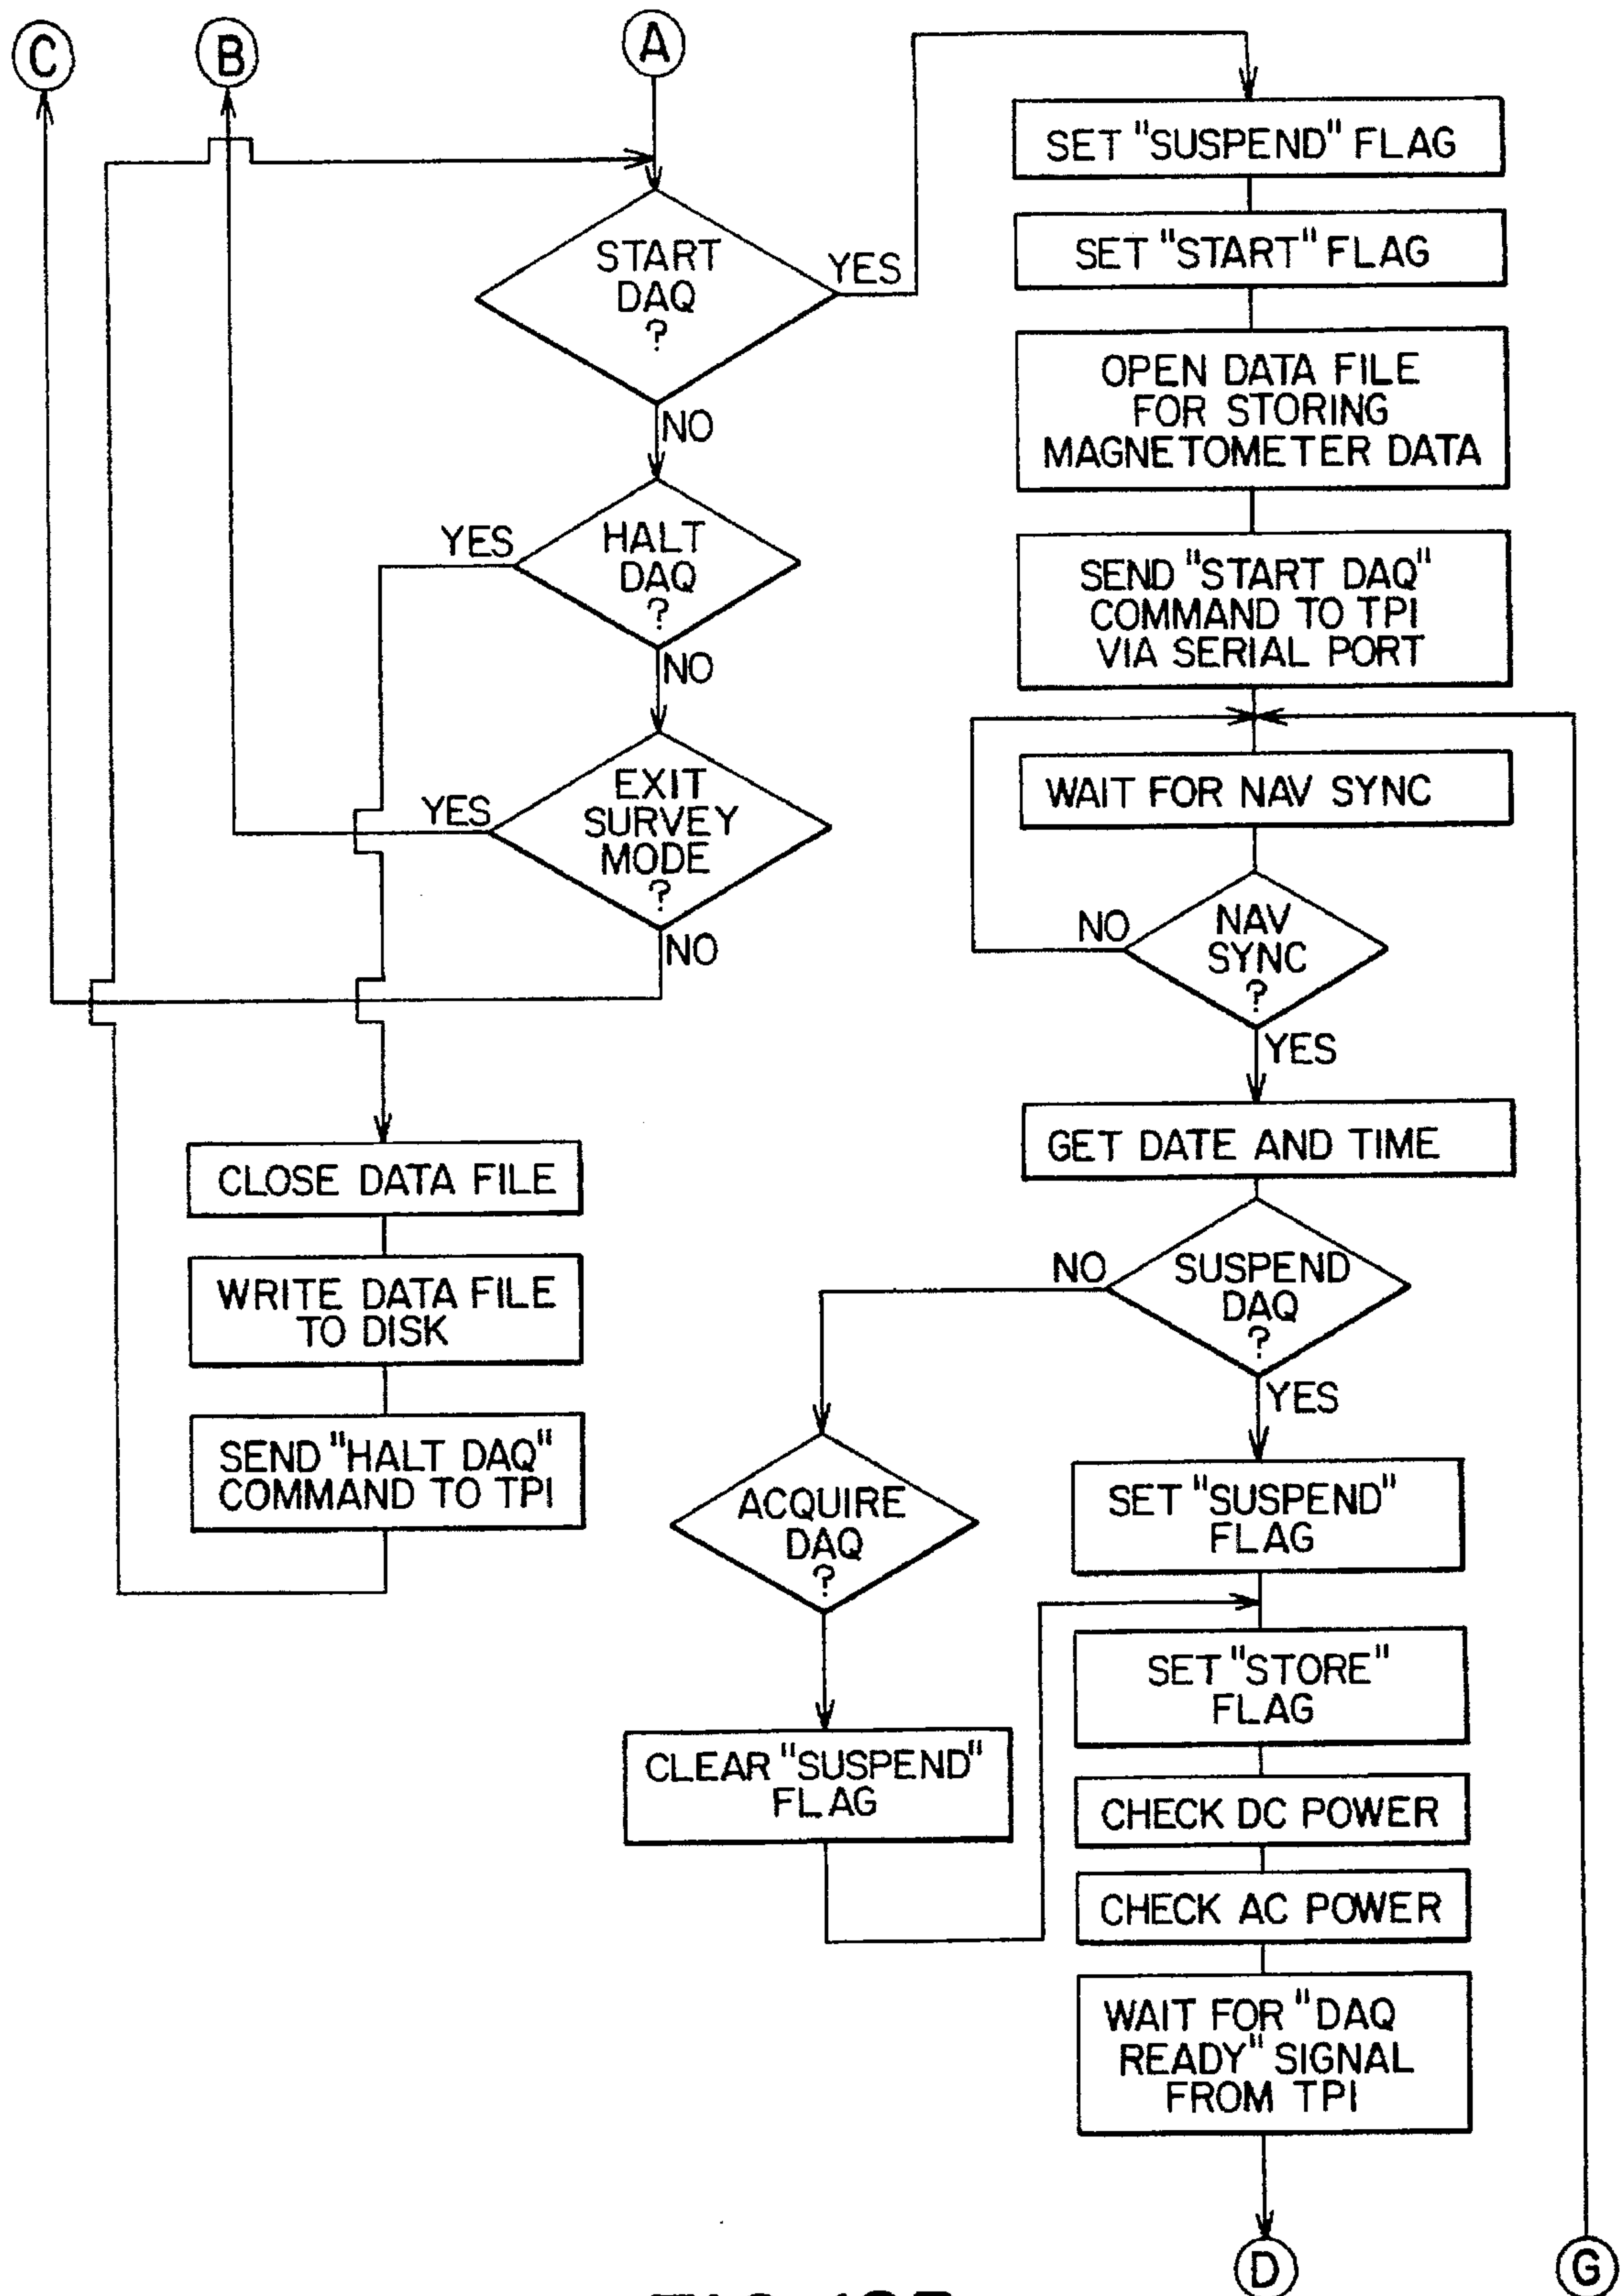 C
B
A
START
DAQ
?
YES
NO
HALT
DAQ
?
YES
NO
EXIT
SURVEY
MODE
?
YES
NO
CLOSE DATA FILE
WRITE DATA FILE
TO DISK
SEND "HALT DAQ"
COMMAND TO TPI
SET "SUSPEND" FLAG
SET "START" FLAG
OPEN DATA FILE
FOR STORING
MAGNETOMETER DATA
SEND "START DAQ"
COMMAND TO TPI
VIA SERIAL PORT
WAIT FOR NAV SYNC
NAV
SYNC
?
NO
YES
GET DATE AND TIME
SUSPEND
DAQ
?
NO
YES
ACQUIRE
DAQ
?
CLEAR "SUSPEND"
FLAG
SET "SUSPEND"
FLAG
SET "STORE"
FLAG
CHECK DC POWER
CHECK AC POWER
WAIT FOR "DAQ
READY" SIGNAL
FROM TPI
D
G